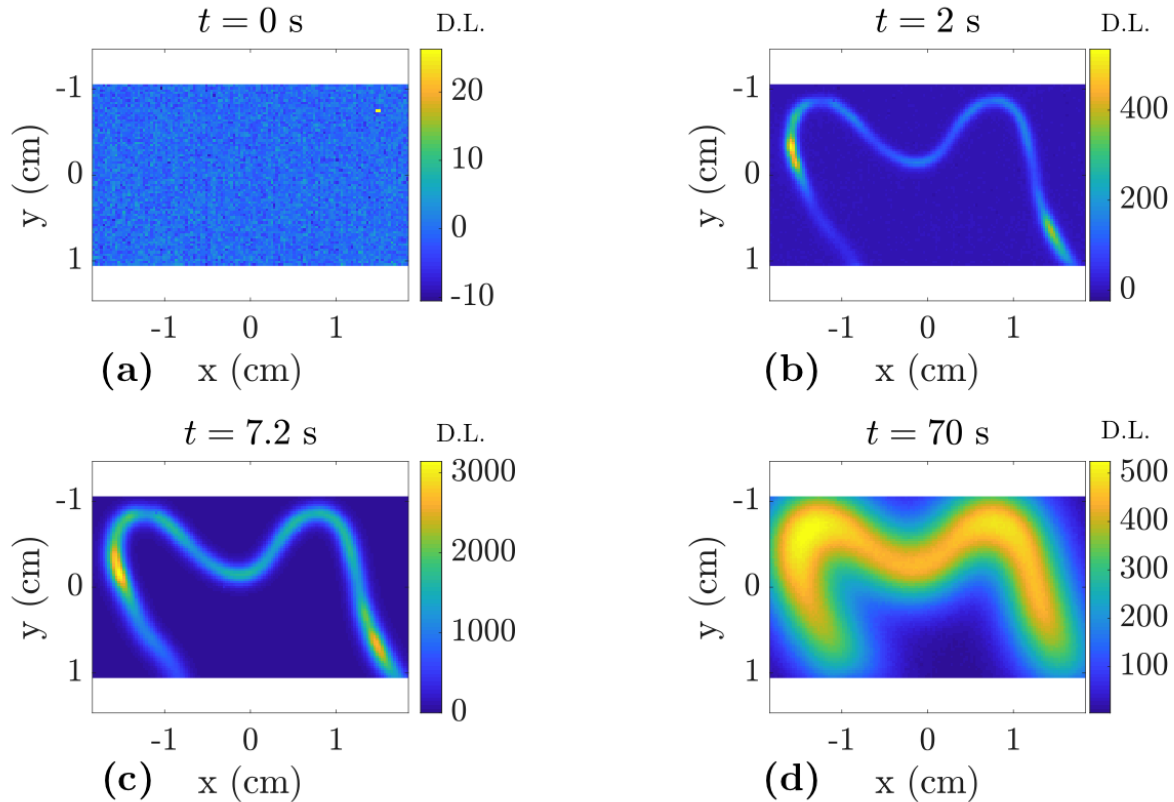 t = 0 s D.L.
-1
0
1
y (cm)
20
10
0
-10
-1 0 1
(a) x (cm)
t = 2 s D.L.
-1
0
1
y (cm)
400
200
0
-1 0 1
(b) x (cm)
t = 7.2 s D.L.
-1
0
1
y (cm)
3000
2000
1000
0
-1 0 1
(c) x (cm)
t = 70 s D.L.
-1
0
1
y (cm)
500
400
300
200
100
-1 0 1
(d) x (cm)